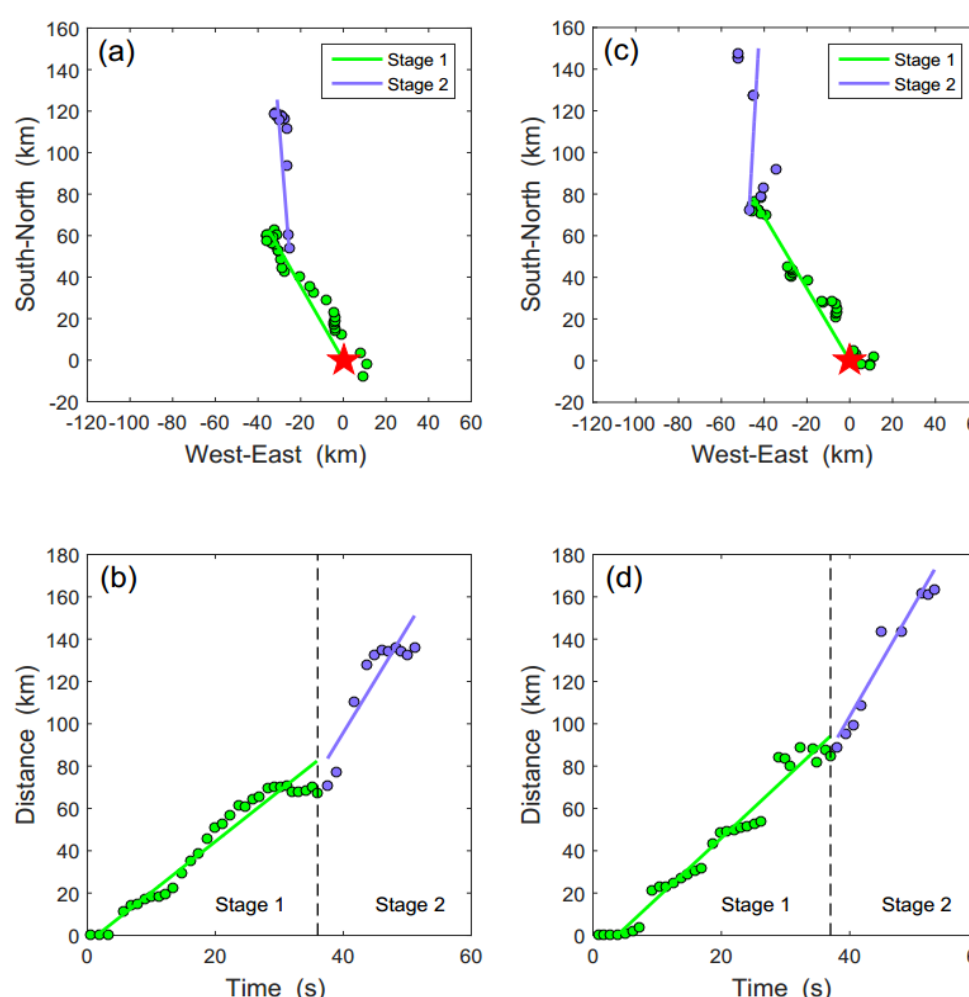 (a)
Stage 1
Stage 2
160
140
120
100
80
60
40
20
0
-20
-120 -100 -80 -60 -40 -20 0 20 40 60
South-North (km)
West-East (km)
(c)
Stage 1
Stage 2
160
140
120
100
80
60
40
20
0
-20
-120 -100 -80 -60 -40 -20 0 20 40
South-North (km)
West-East (km)
(b)
180
160
140
120
100
80
60
40
20
0
0 20 40 60
Stage 1
Stage 2
Distance (km)
Time (s)
(d)
180
160
140
120
100
80
60
40
20
0
0 20 40
Stage 1
Stage 2
Distance (km)
Time (s)